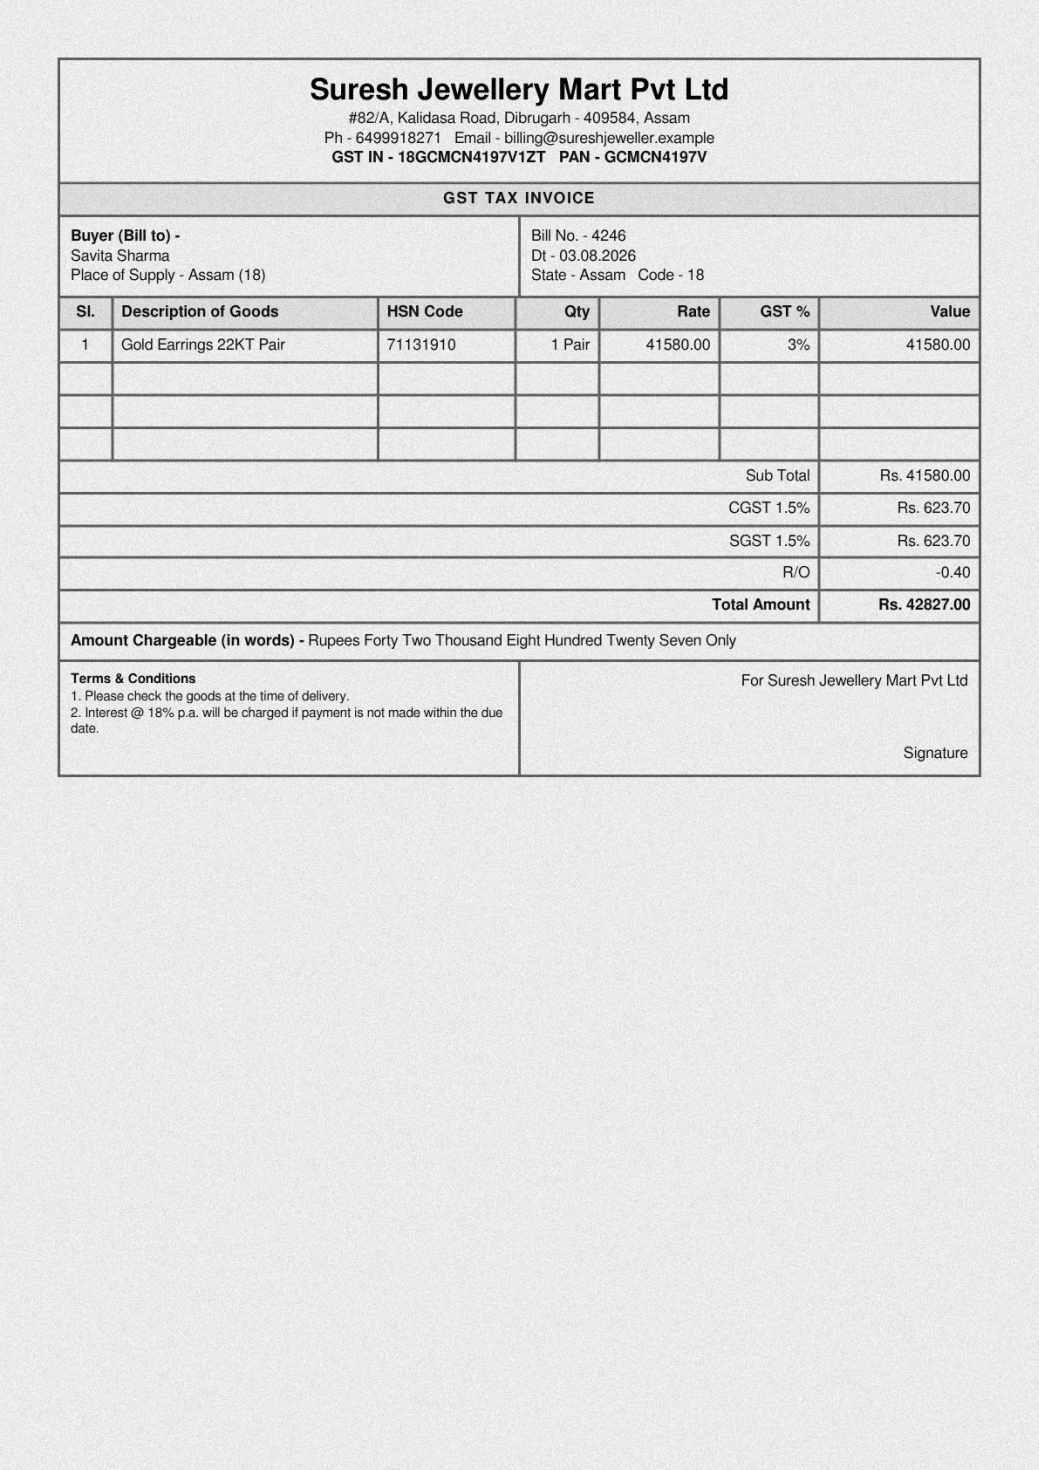 Suresh Jewellery Mart Pvt Ltd
#82/A, Kalidasa Road, Dibrugarh - 409584, Assam
Ph - 6499918271 Email - billing@sureshjeweller.example
GST IN - 18GCMCN4197V1ZT PAN - GCMCN4197V
GST TAX INVOICE
Buyer (Bill to) -
Savita Sharma
Place of Supply - Assam (18)
Bill No. - 4246
Dt - 03.08.2026
State - Assam Code - 18
Sl. Description of Goods HSN Code Qty Rate GST % Value
1 Gold Earrings 22KT Pair 71131910 1 Pair 41580.00 3% 41580.00
Sub Total Rs. 41580.00
CGST 1.5% Rs. 623.70
SGST 1.5% Rs. 623.70
R/O -0.40
Total Amount Rs. 42827.00
Amount Chargeable (in words) - Rupees Forty Two Thousand Eight Hundred Twenty Seven Only
Terms & Conditions
1. Please check the goods at the time of delivery.
2. Interest @ 18% p.a. will be charged if payment is not made within the due
date.
For Suresh Jewellery Mart Pvt Ltd
Signature